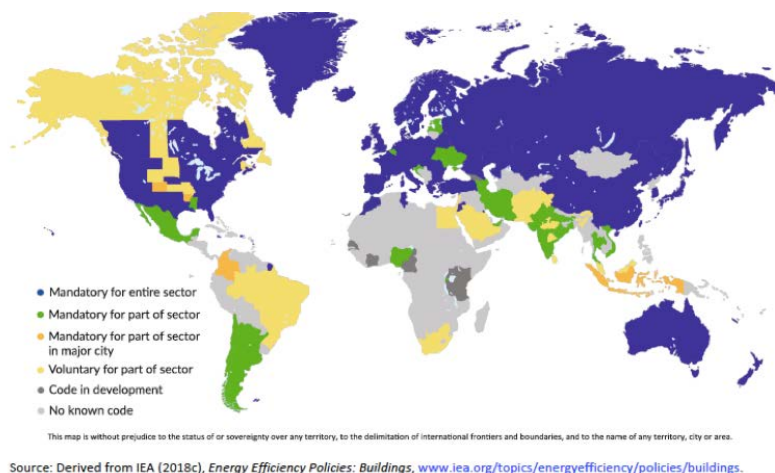 Mandatory for entire sector
Mandatory for part of sector
Mandatory for part of sector
in major city
Voluntary for part of sector
Code in development
No known code
This map is without prejudice to the status of or sovereignty over any territory, to the delimitation of international frontiers and boundaries, and to the name of any territory, city or area.
Source: Derived from IEA (2018c), Energy Efficiency Policies: Buildings, www.iea.org/topics/energyefficiency/policies/buildings.